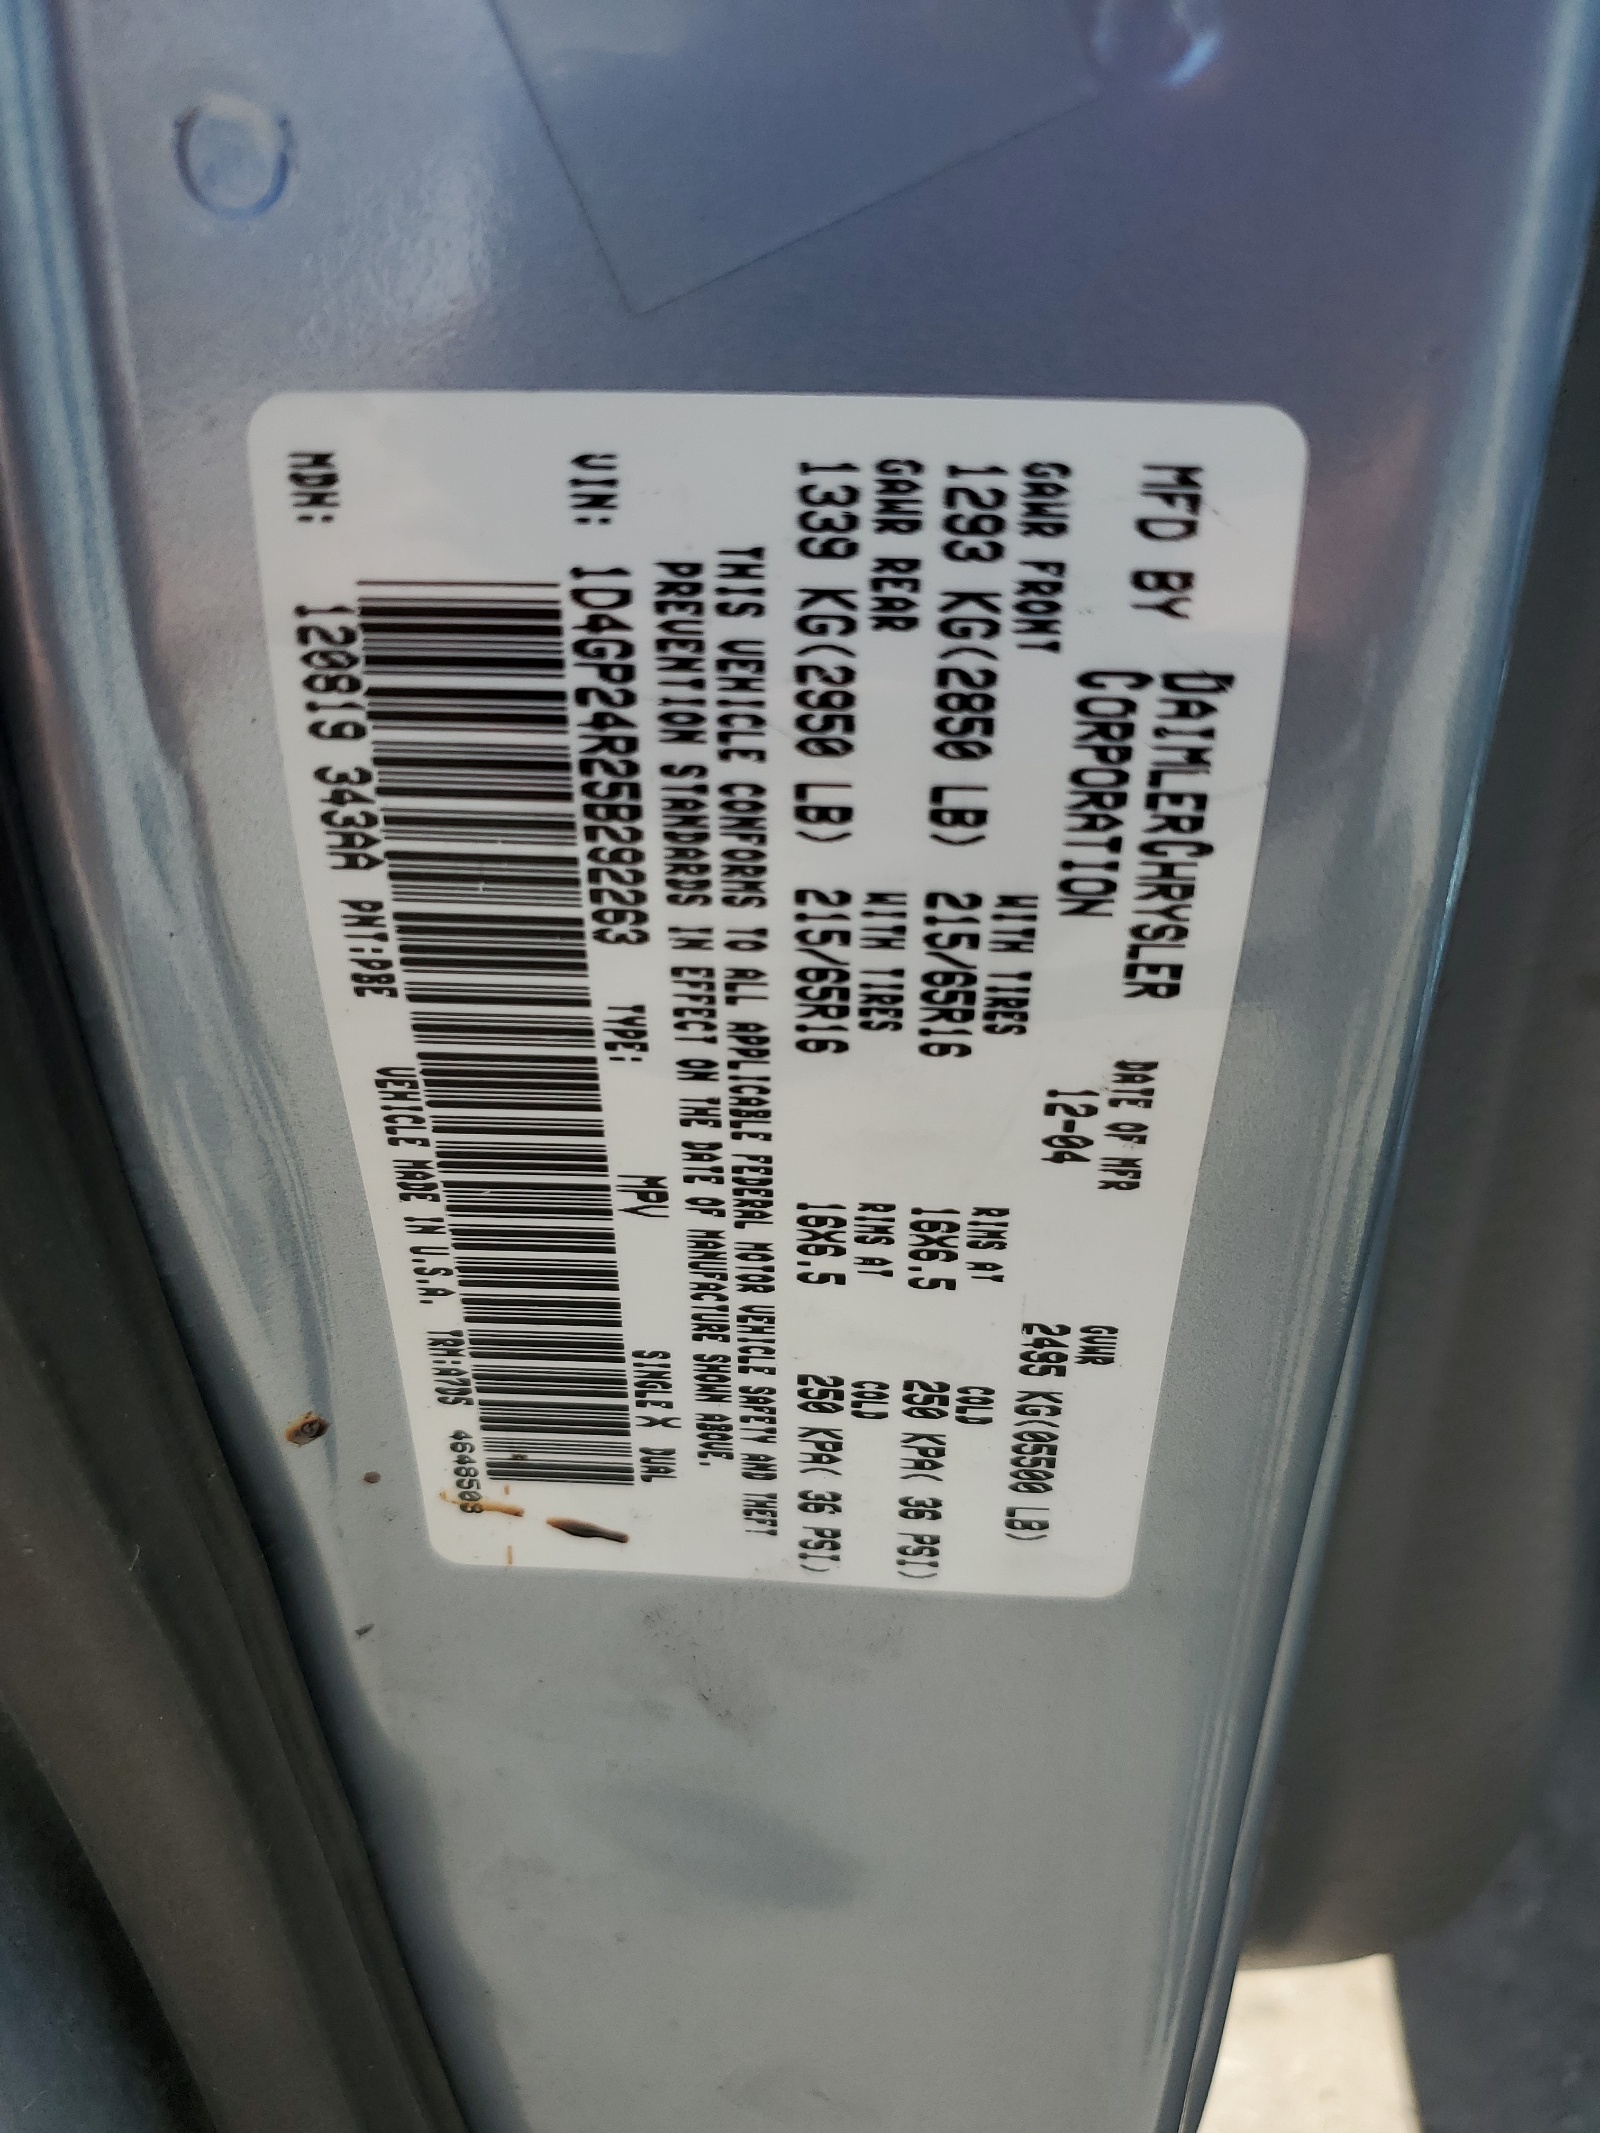 MFD BY DAIMLERCHRYSLER DATE OF MFR GVWR
CORPORATION 12-04 2495 KG(05500 LB)
GAWR FRONT WITH TIRES RIMS AT COLD
1293 KG(2850 LB) 215/65R16 16X6.5 250 KPA( 36 PSI)
GAWR REAR WITH TIRES RIMS AT COLD
1339 KG(2950 LB) 215/65R16 16X6.5 250 KPA( 36 PSI)
THIS VEHICLE CONFORMS TO ALL APPLICABLE FEDERAL MOTOR VEHICLE SAFETY AND THEFT
PREVENTION STANDARDS IN EFFECT ON THE DATE OF MANUFACTURE SHOWN ABOVE.
VIN: 1D4GP24R25B292263 TYPE: MPV SINGLE X DUAL
MDH: 120819 343AA PNT:PBE VEHICLE MADE IN U.S.A. TRM:A7DS 4648503